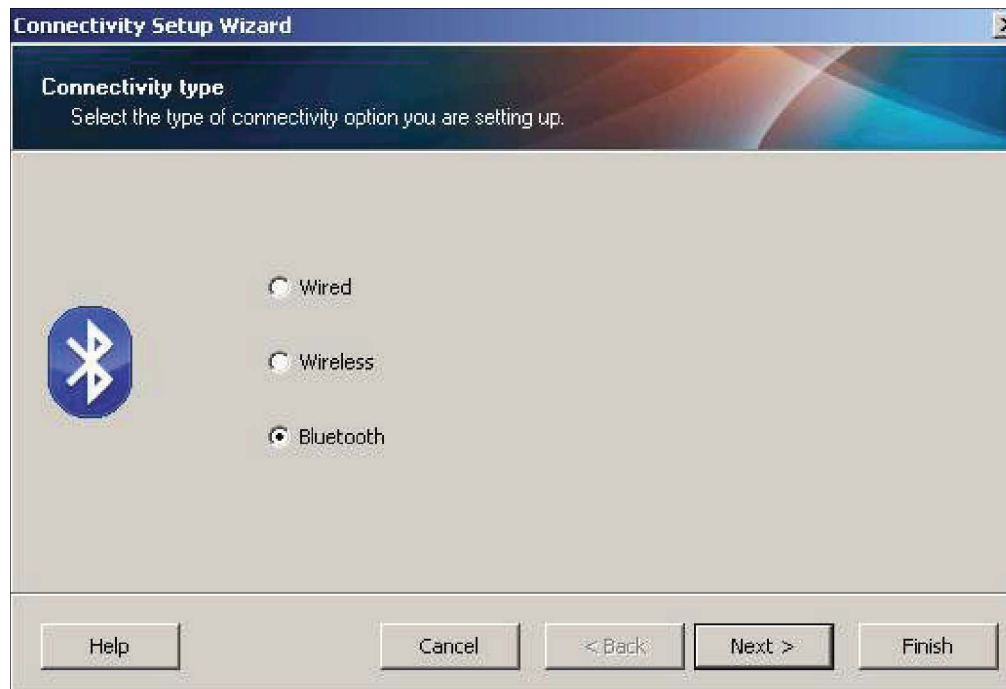 Connectivity Setup Wizard
Connectivity type
Select the type of connectivity option you are setting up.
Wired
Wireless
Bluetooth
Help Cancel < Back Next > Finish